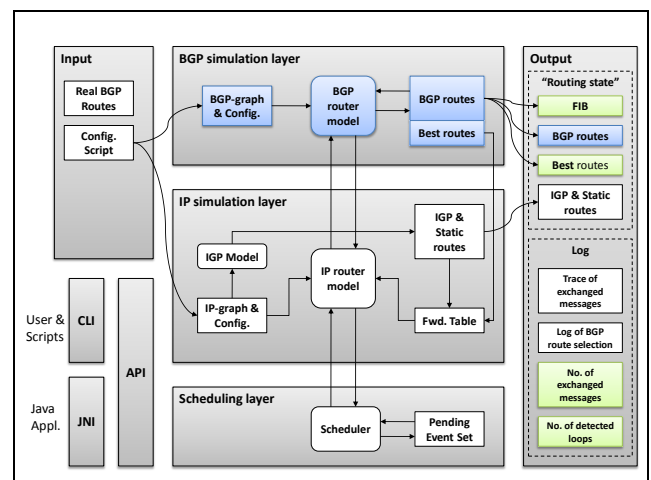 Input
Real BGP
Routes
Config.
Script
BGP simulation layer
BGP-graph
& Config.
BGP
router
model
BGP routes
Best routes
IP simulation layer
IGP Model
IP-graph &
Config.
IP router
model
IGP &
Static
routes
Fwd. Table
Scheduling layer
Scheduler
Pending
Event Set
User &
Scripts
CLI
Java
Appl.
JNI
API
Output
“Routing state”
FIB
BGP routes
Best routes
IGP & Static
routes
Log
Trace of
exchanged
messages
Log of BGP
route selection
No. of
exchanged
messages
No. of detected
loops